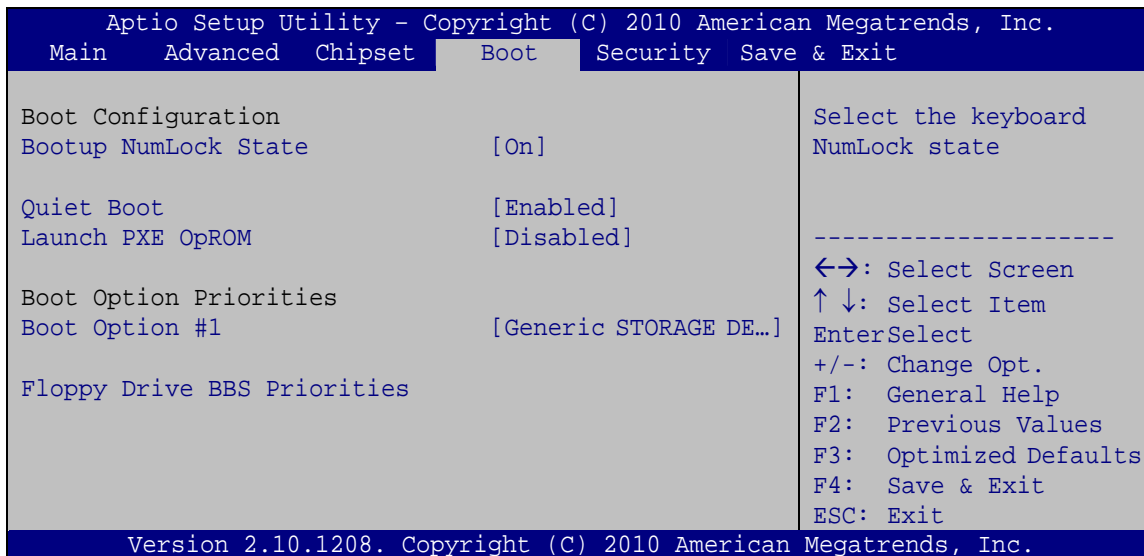 Aptio Setup Utility – Copyright (C) 2010 American Megatrends, Inc.
Main Advanced Chipset Boot Security Save & Exit
Boot Configuration
Bootup NumLock State [On]
Quiet Boot [Enabled]
Launch PXE OpROM [Disabled]
Boot Option Priorities
Boot Option #1 [Generic STORAGE DE…]
Floppy Drive BBS Priorities
Select the keyboard
NumLock state
---------------------
←→: Select Screen
↑ ↓: Select Item
EnterSelect
+/-: Change Opt.
F1: General Help
F2: Previous Values
F3: Optimized Defaults
F4: Save & Exit
ESC: Exit
Version 2.10.1208. Copyright (C) 2010 American Megatrends, Inc.